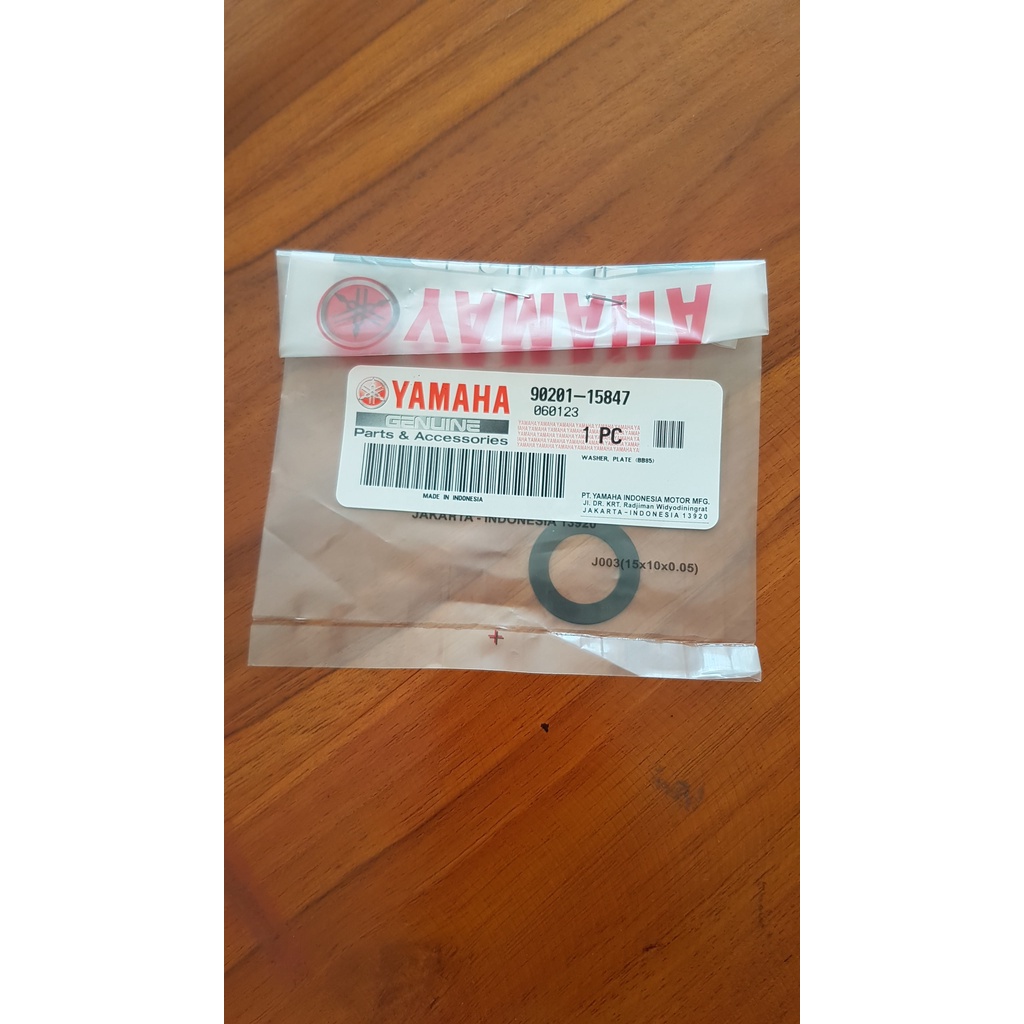 YAMAHA
YAMAHA 90201-15847
GENUINE 060123
Parts & Accessories 1 PC
WASHER, PLATE (BB85)
MADE IN INDONESIA
PT. YAMAHA INDONESIA MOTOR MFG.
Jl. DR. KRT. Radjiman Widyodiningrat
JAKARTA-INDONESIA 13920
JAKARTA - INDONESIA 13920
J003(15x10x0.05)